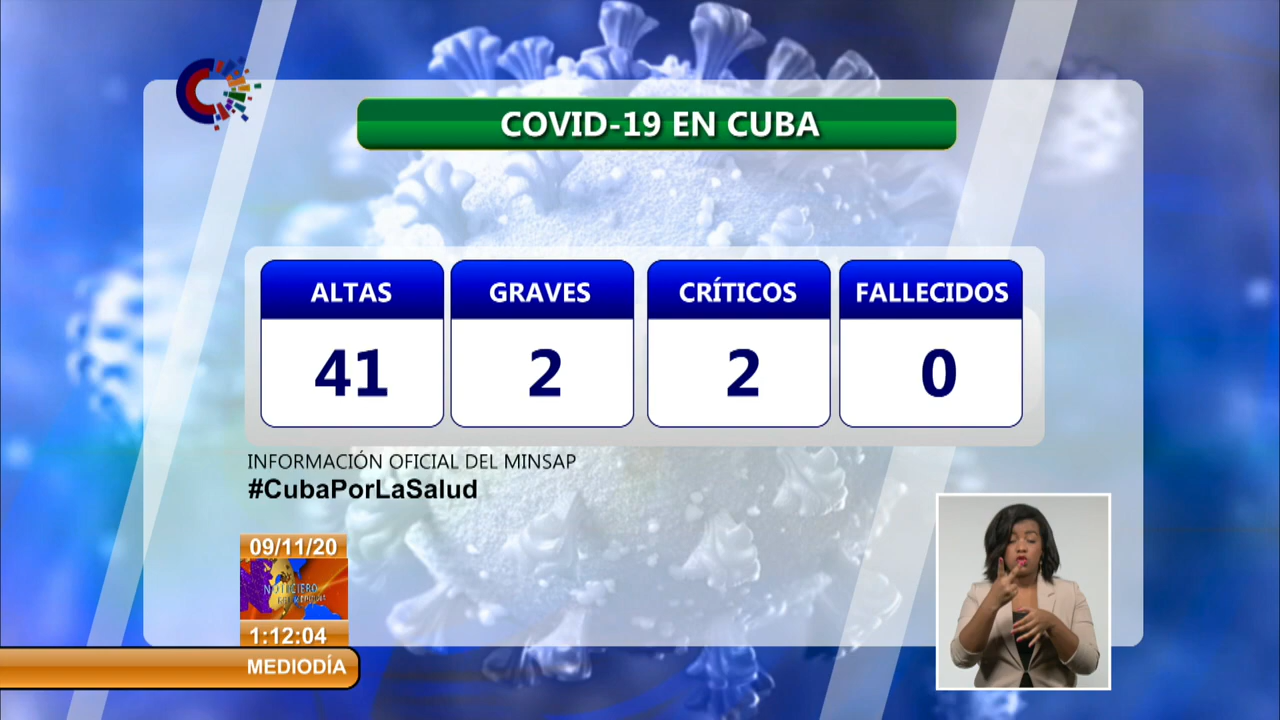 COVID-19 EN CUBA
ALTAS GRAVES CRÍTICOS FALLECIDOS
41 2 2 0
INFORMACIÓN OFICIAL DEL MINSAP
#CubaPorLaSalud
09/11/20
NOTICIERO
1:12:04
MEDIODÍA